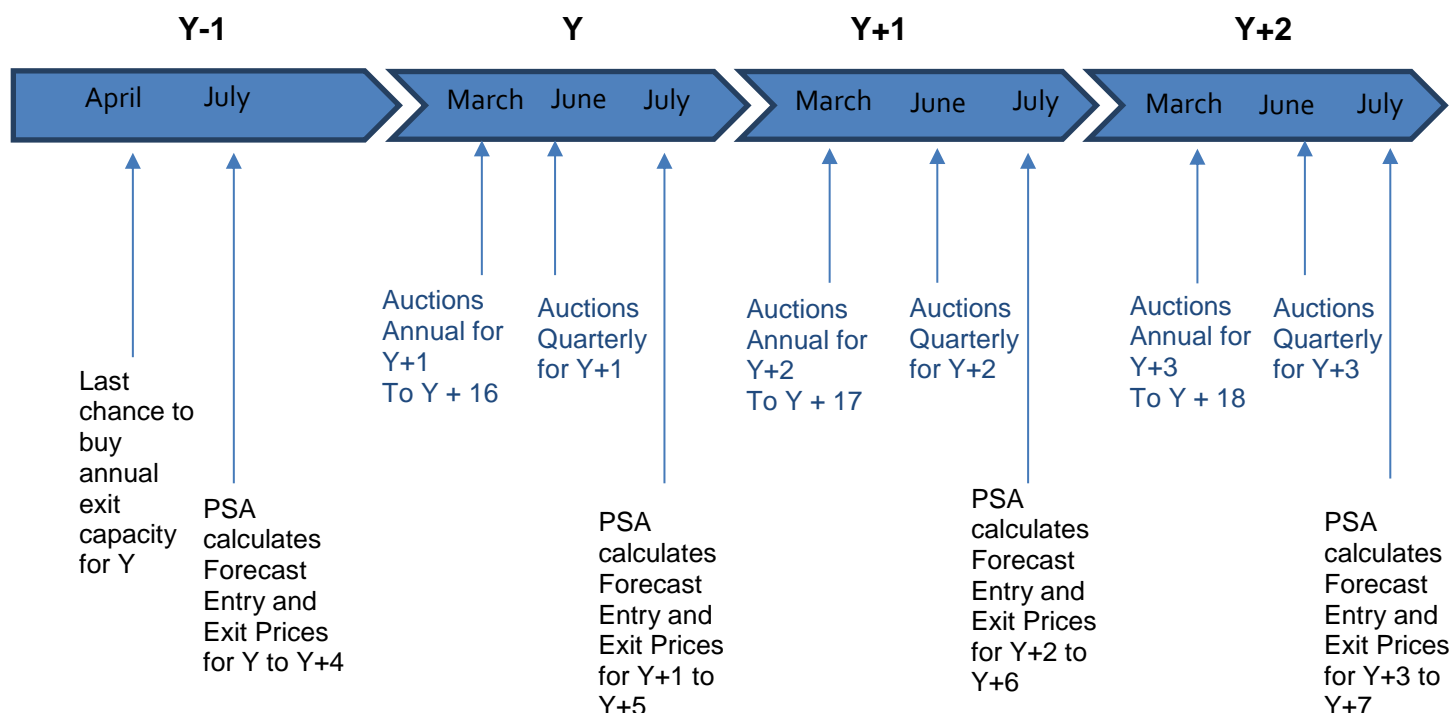 Y-1
Y
Y+1
Y+2
April
July
March
June
July
March
June
July
March
June
July
Last
chance to
buy
annual
exit
capacity
for Y
PSA
calculates
Forecast
Entry and
Exit Prices
for Y to Y+4
Auctions
Annual for
Y+1
To Y + 16
Auctions
Quarterly
for Y+1
PSA
calculates
Forecast
Entry and
Exit Prices
for Y+1 to
Y+5
Auctions
Annual for
Y+2
To Y + 17
Auctions
Quarterly
for Y+2
PSA
calculates
Forecast
Entry and
Exit Prices
for Y+2 to
Y+6
Auctions
Annual for
Y+3
To Y + 18
Auctions
Quarterly
for Y+3
PSA
calculates
Forecast
Entry and
Exit Prices
for Y+3 to
Y+7